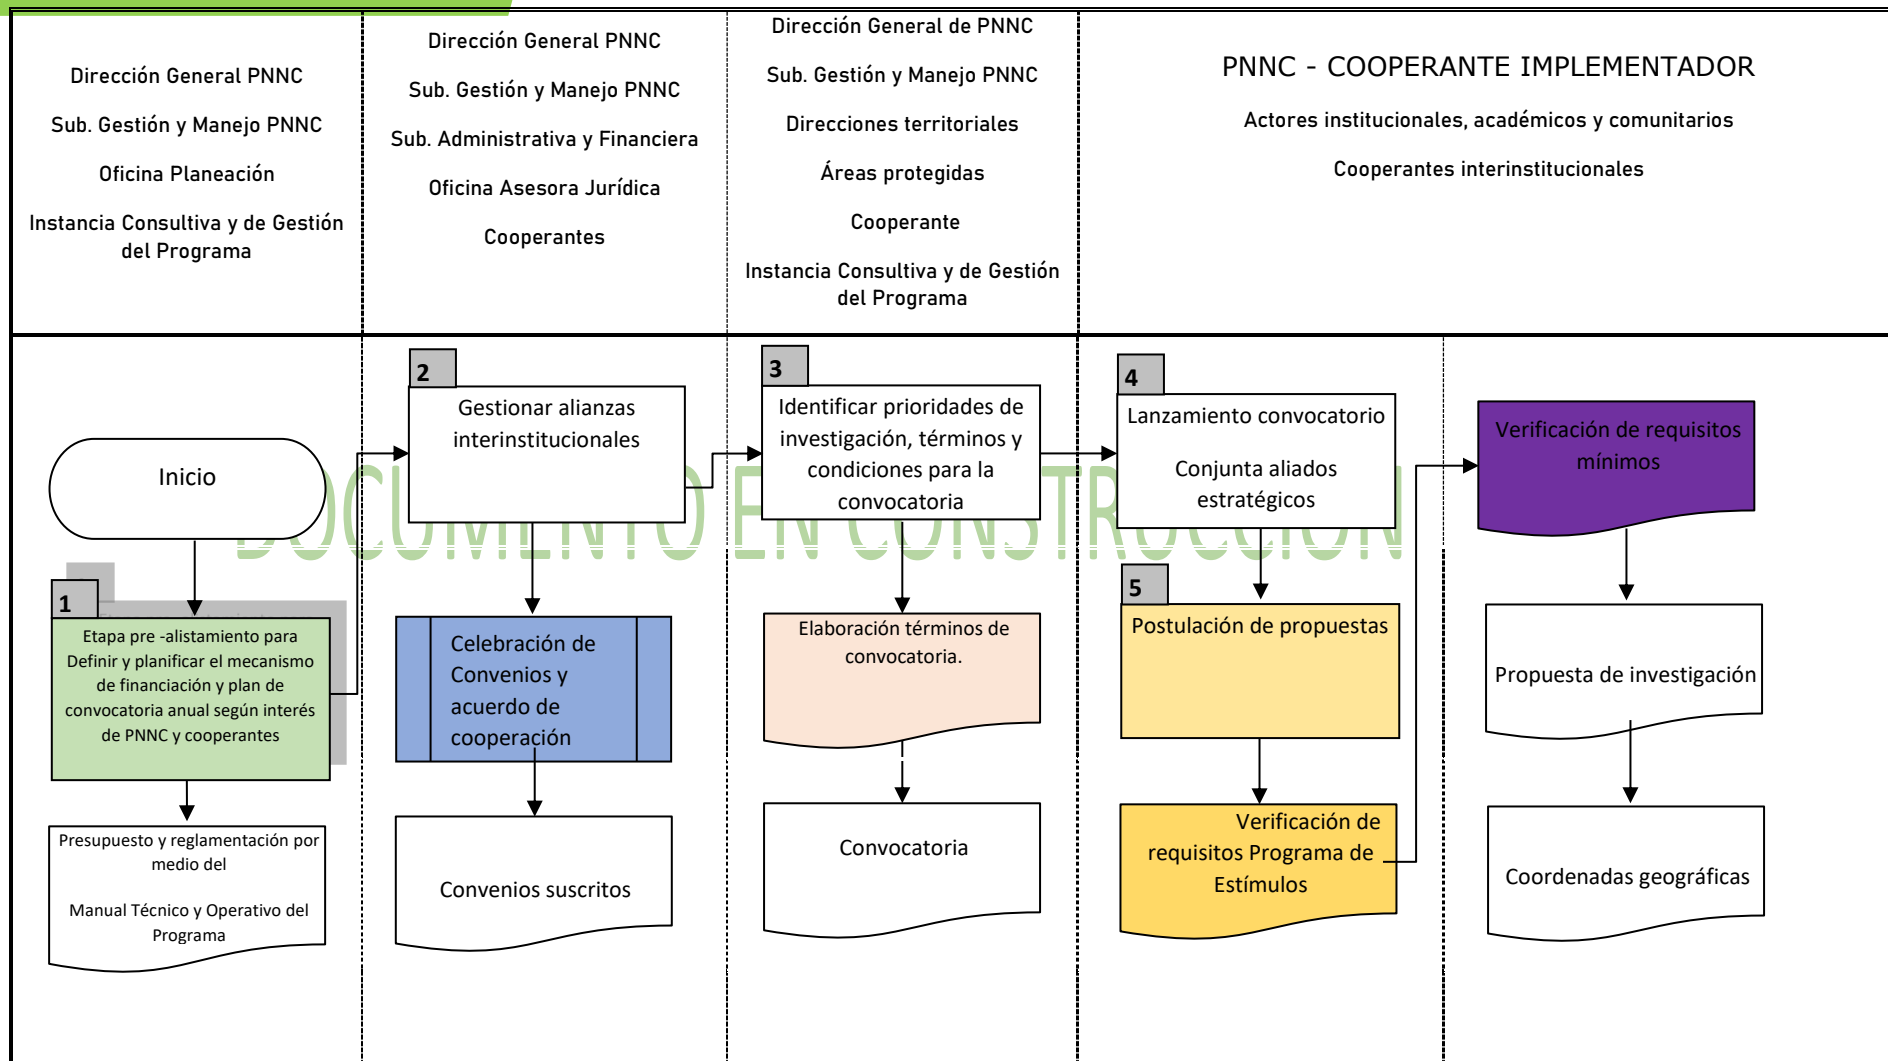 Dirección General PNNC
Sub. Gestión y Manejo PNNC
Oficina Planeación
Instancia Consultiva y de Gestión
del Programa
Dirección General PNNC
Sub. Gestión y Manejo PNNC
Sub. Administrativa y Financiera
Oficina Asesora Jurídica
Cooperantes
Dirección General de PNNC
Sub. Gestión y Manejo PNNC
Direcciones territoriales
Áreas protegidas
Cooperante
Instancia Consultiva y de Gestión
del Programa
PNNC - COOPERANTE IMPLEMENTADOR
Actores institucionales, académicos y comunitarios
Cooperantes interinstitucionales
DOCUMENTO EN CONSTRUCCIÓN
Inicio
1
Etapa pre -alistamiento para
Definir y planificar el mecanismo
de financiación y plan de
convocatoria anual según interés
de PNNC y cooperantes
Presupuesto y reglamentación por
medio del
Manual Técnico y Operativo del
Programa
2
Gestionar alianzas
interinstitucionales
Celebración de
Convenios y
acuerdo de
cooperación
Convenios suscritos
3
Identificar prioridades de
investigación, términos y
condiciones para la
convocatoria
Elaboración términos de
convocatoria.
Convocatoria
4
Lanzamiento convocatorio
Conjunta aliados
estratégicos
5
Postulación de propuestas
Verificación de
requisitos Programa de
Estímulos
Verificación de requisitos
mínimos
Propuesta de investigación
Coordenadas geográficas